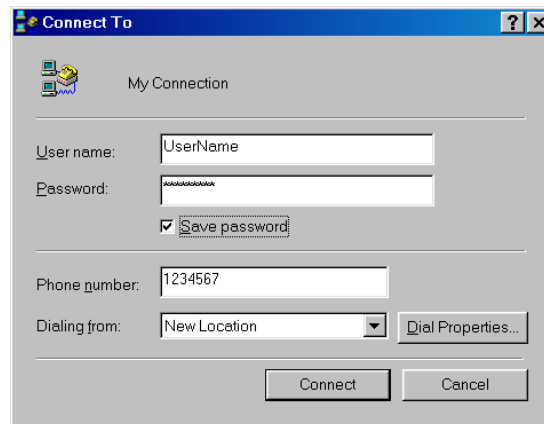 Connect To
My Connection
User name: UserName
Password: *********
Save password
Phone number: 1234567
Dialing from: New Location Dial Properties...
Connect Cancel